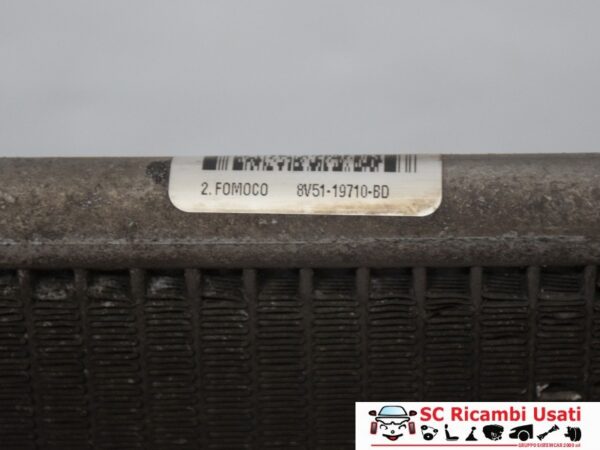 2. FOMOCO 8V51-19710-BD
SC Ricambi Usati